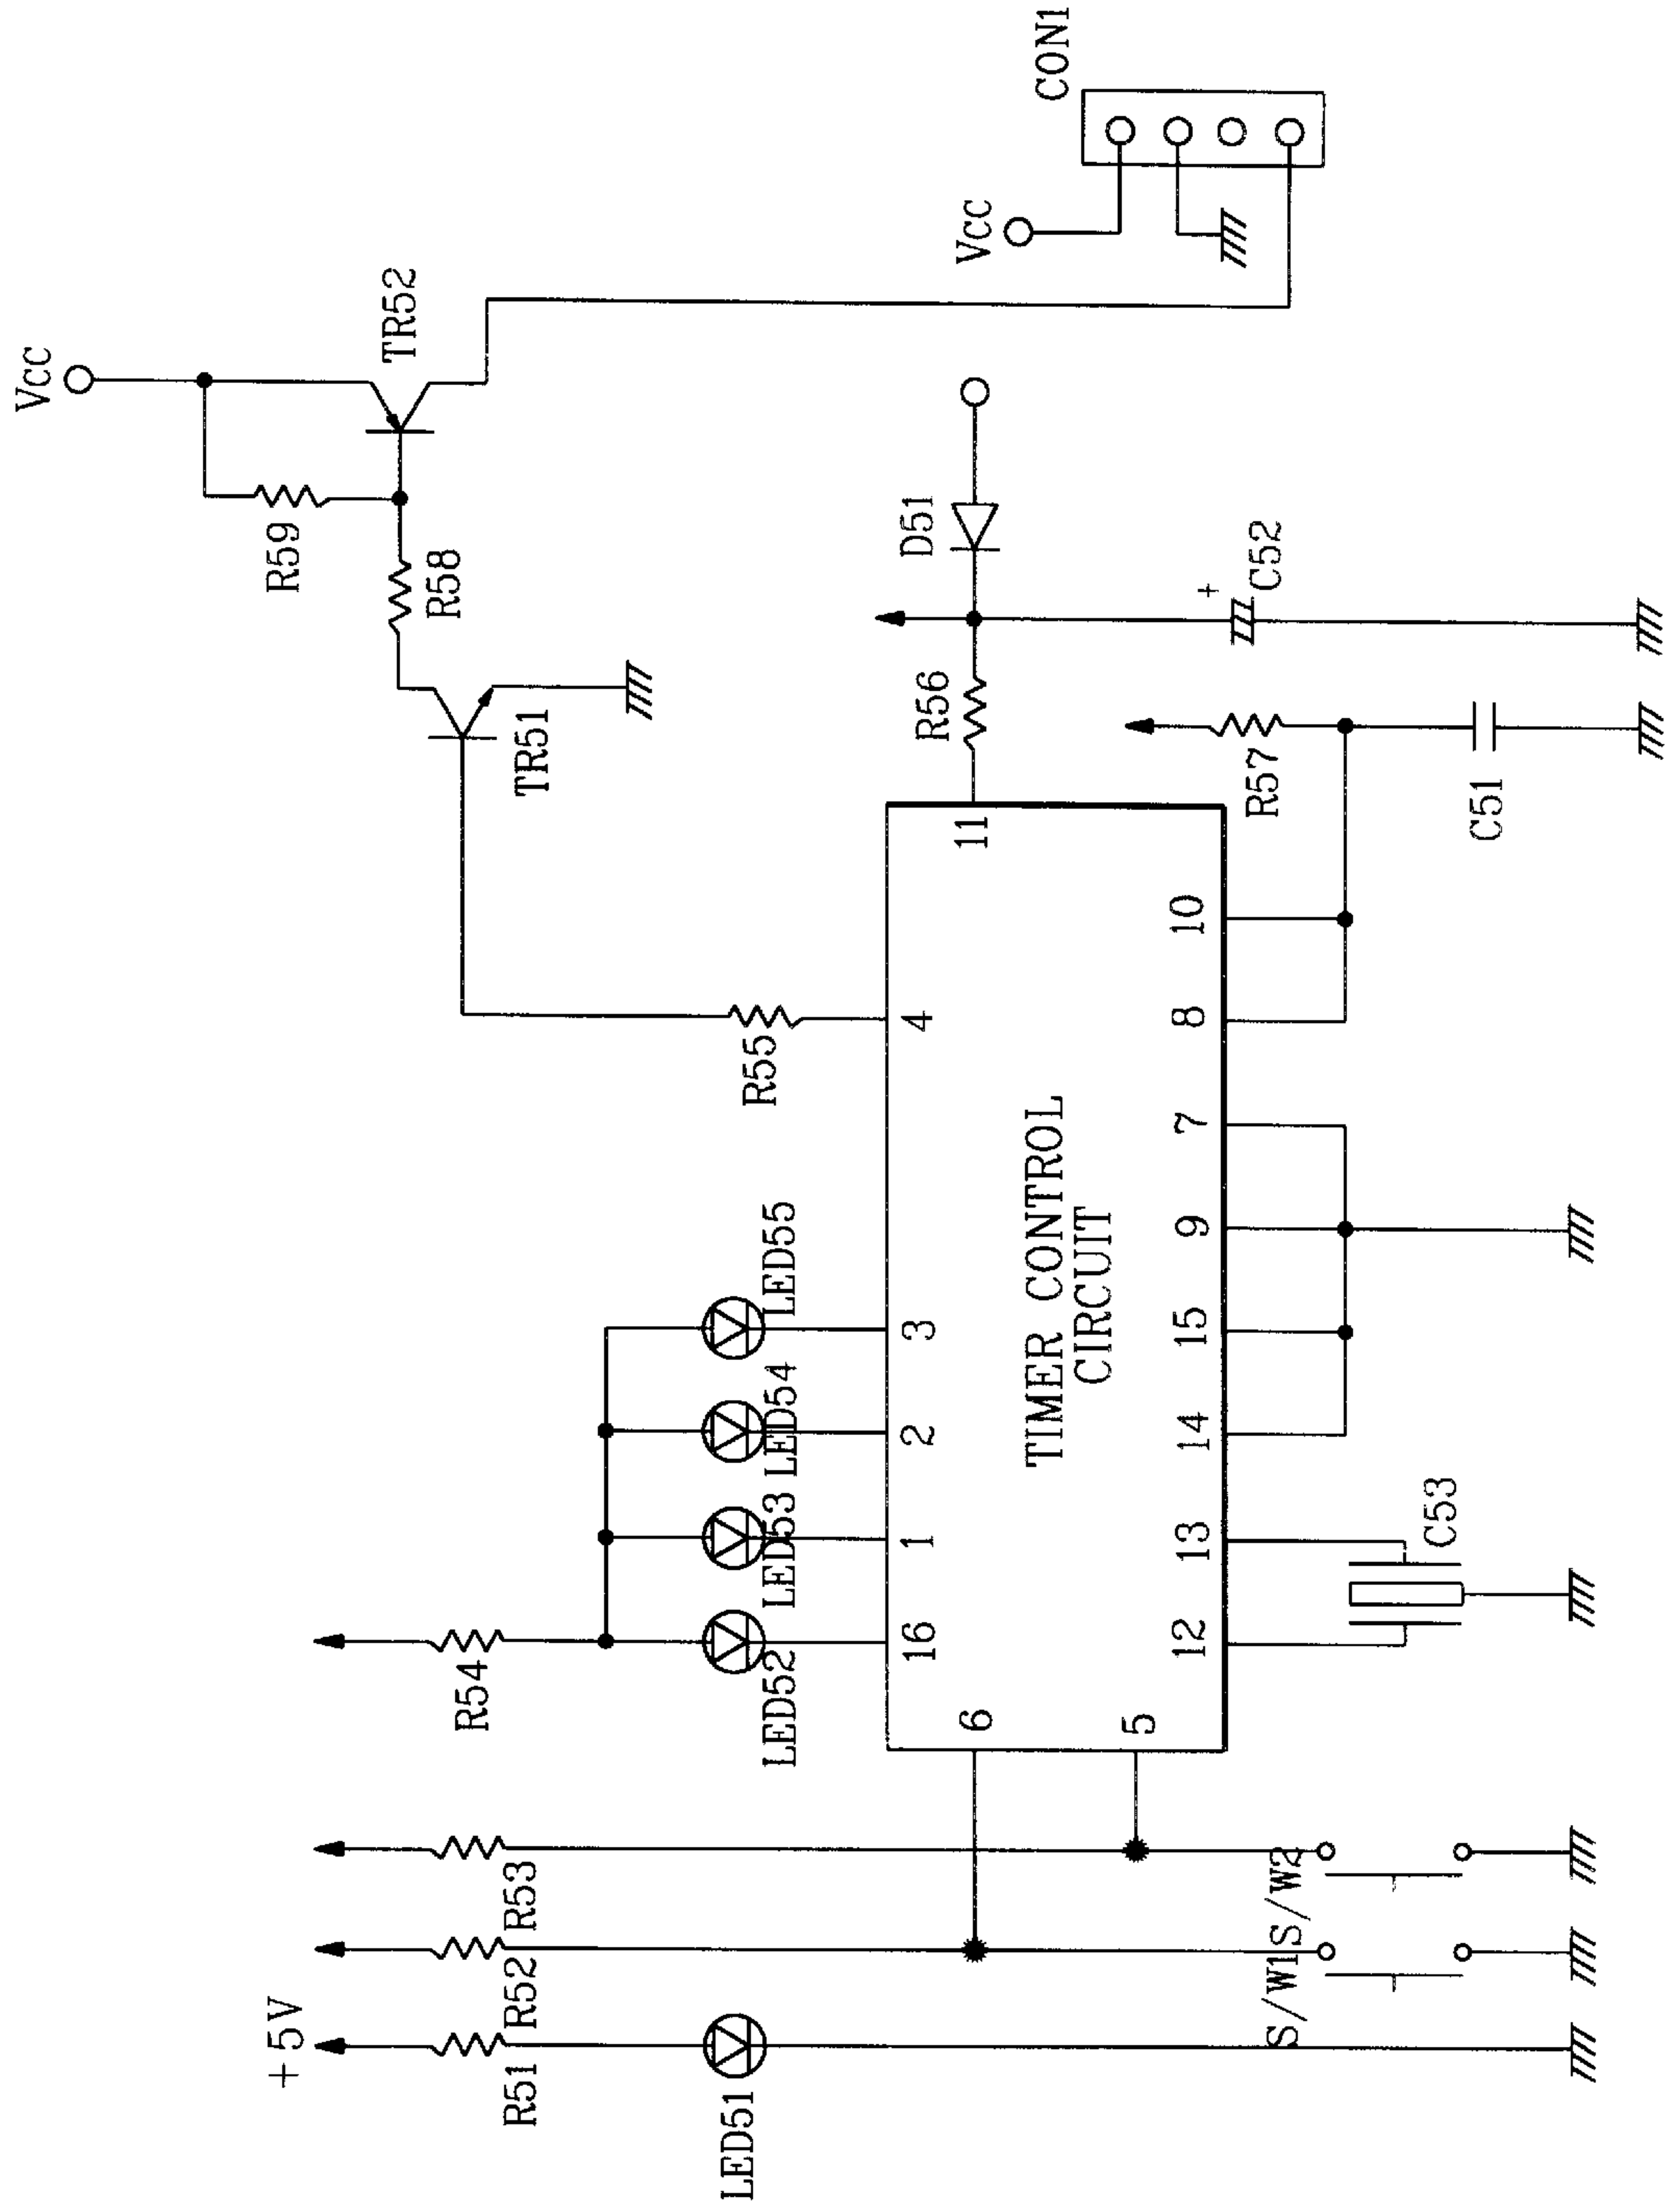 +5V
R51
LED51
R52
S/W1
R53
S/W2
R54
LED52
LED53
LED54
LED55
16
1
2
3
4
6
5
TIMER CONTROL
CIRCUIT
11
12
13
14
15
9
7
8
10
C53
R55
TR51
R58
R59
TR52
Vcc
R56
D51
+
C52
R57
C51
Vcc
CON1